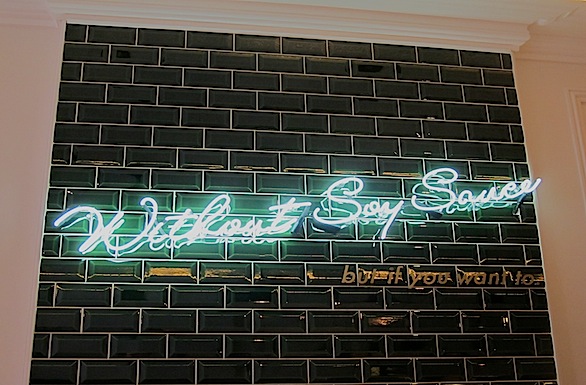 Without, Soy Sauce
but if you want to.